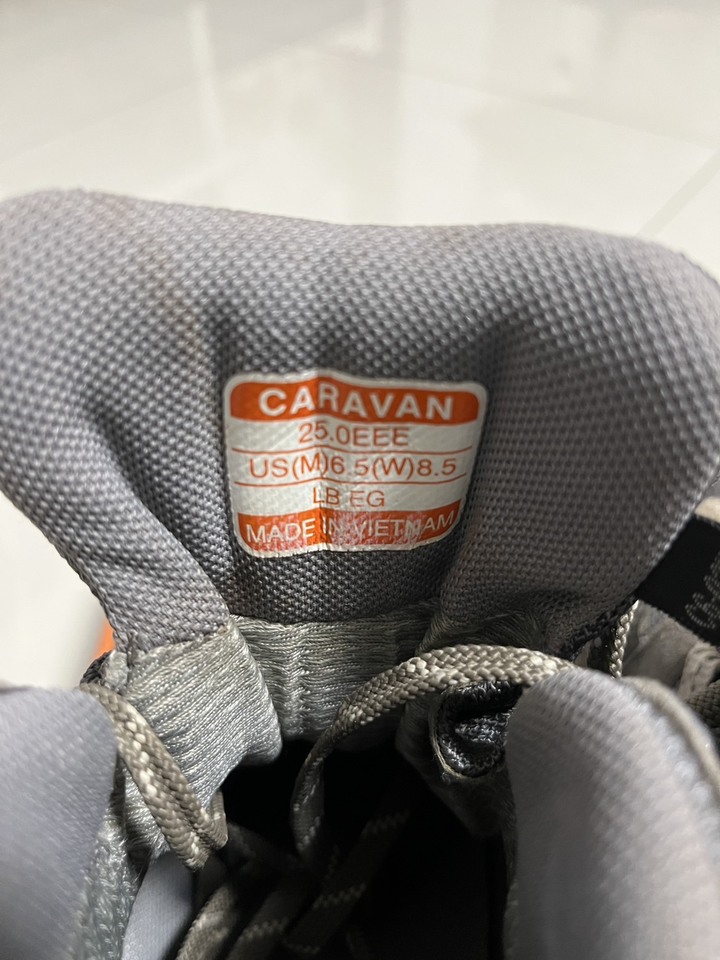 CARAVAN
25.0EEE
US(M)6.5(W)8.5
LB EG
MADE IN VIETNAM